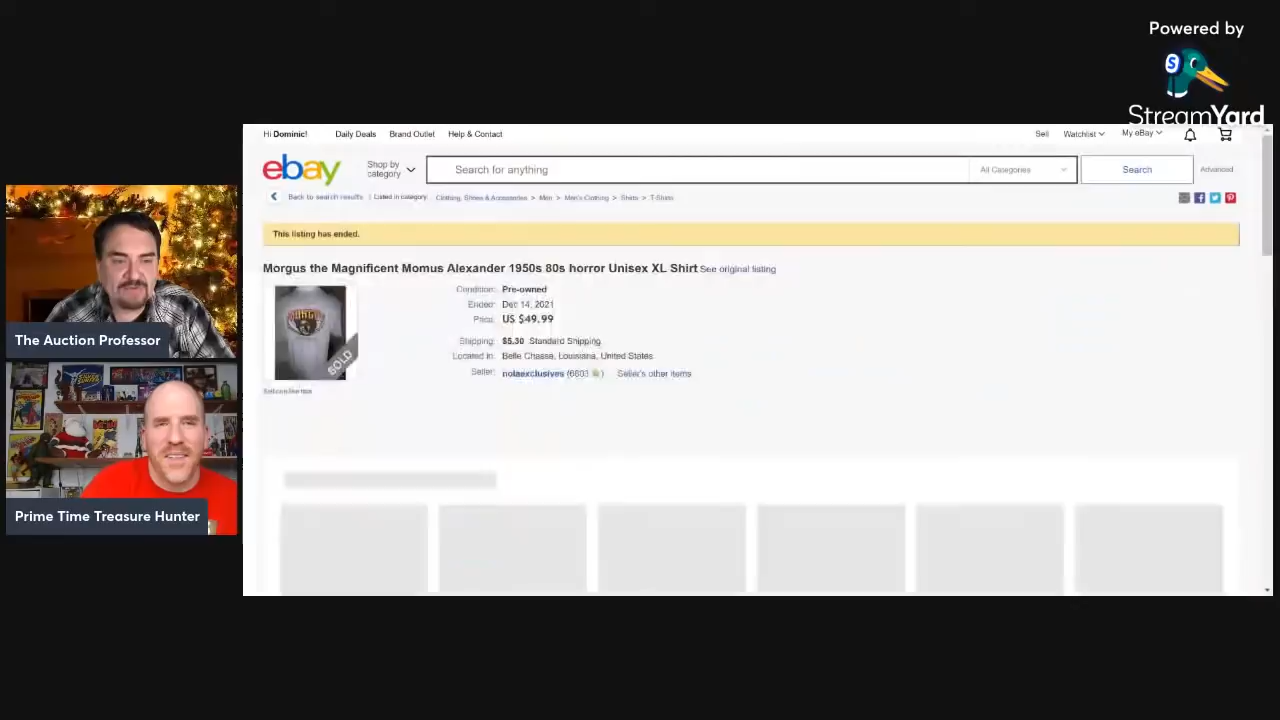 Powered by
StreamYard
Hi Dominic! Daily Deals Brand Outlet Help & Contact Sell Watchlist My eBay
ebay Shop by category Search for anything All Categories Search Advanced
Back to search results | Listed in category: Clothing, Shoes & Accessories > Men > Men's Clothing > Shirts > T-Shirts
This listing has ended.
Morgus the Magnificent Momus Alexander 1950s 80s horror Unisex XL Shirt See original listing
SOLD
Condition: Pre-owned
Ended: Dec 14, 2021
Price: US $49.99
Shipping: $5.30 Standard Shipping
Located in: Belle Chasse, Louisiana, United States
Seller: nolaexclusives (6803) Seller's other items
Sell one like this
The Auction Professor
Prime Time Treasure Hunter